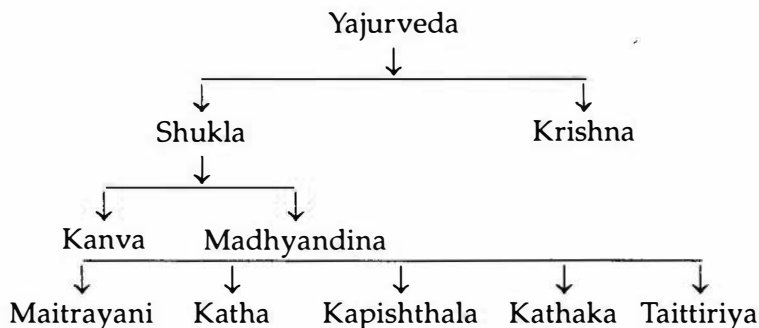 Yajurveda
Shukla Krishna
Kanva Madhyandina
Maitrayani Katha Kapishthala Kathaka Taittiriya